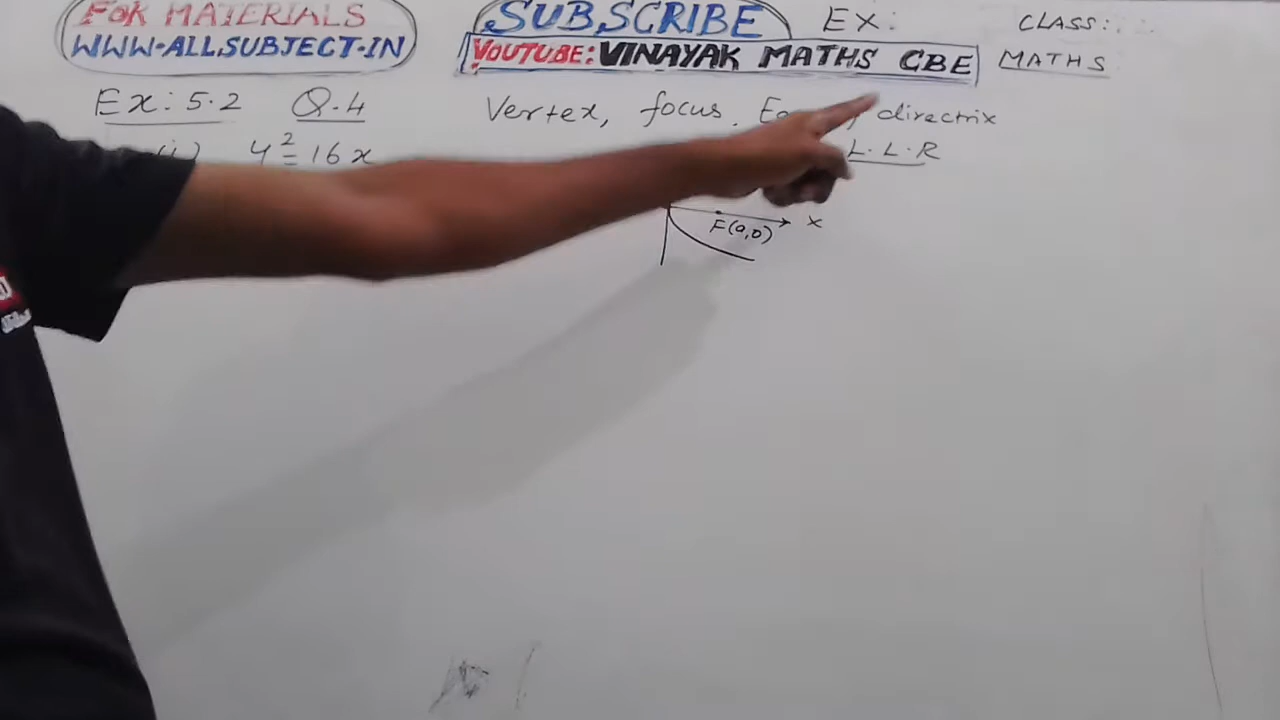 FOR MATERIALS
WWW.ALLSUBJECT.IN
SUBSCRIBE
YOUTUBE: VINAYAK MATHS CBE
EX:
CLASS:
MATHS
Ex: 5.2 Q.4
(i) y² = 16x
Vertex, focus, directrix
L.L.R
F(a,0) x